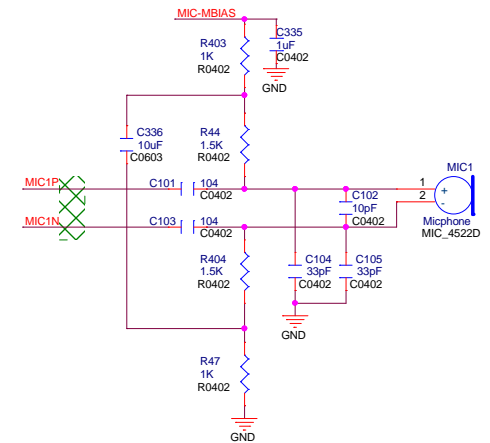 MIC-MBIAS
C335
1uF
C0402
GND
R403
1K
R0402
C336
10uF
C0603
R44
1.5K
R0402
MIC1P
C101
104
C0402
MIC1
1
2
+
-
Micphone
MIC_4522D
C102
10pF
C0402
MIC1N
C103
104
C0402
R404
1.5K
R0402
C104
33pF
C0402
C105
33pF
C0402
GND
R47
1K
R0402
GND